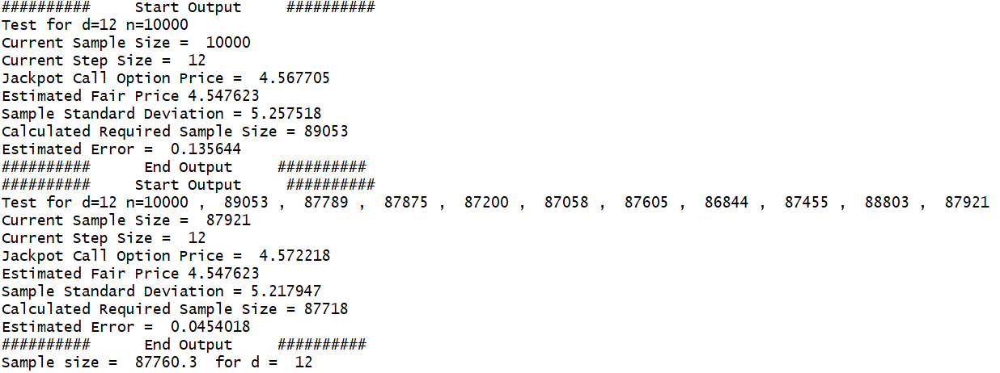 ##########     Start Output     ##########
Test for d=12 n=10000
Current Sample Size =  10000
Current Step Size =  12
Jackpot Call Option Price =  4.567705
Estimated Fair Price 4.547623
Sample Standard Deviation = 5.257518
Calculated Required Sample Size = 89053
Estimated Error =  0.135644
##########      End Output     ##########
##########     Start Output     ##########
Test for d=12 n=10000 ,  89053 ,  87789 ,  87875 ,  87200 ,  87058 ,  87605 ,  86844 ,  87455 ,  88803 ,  87921
Current Sample Size =  87921
Current Step Size =  12
Jackpot Call Option Price =  4.572218
Estimated Fair Price 4.547623
Sample Standard Deviation = 5.217947
Calculated Required Sample Size = 87718
Estimated Error =  0.0454018
##########      End Output     ##########
Sample size =  87760.3  for d =  12